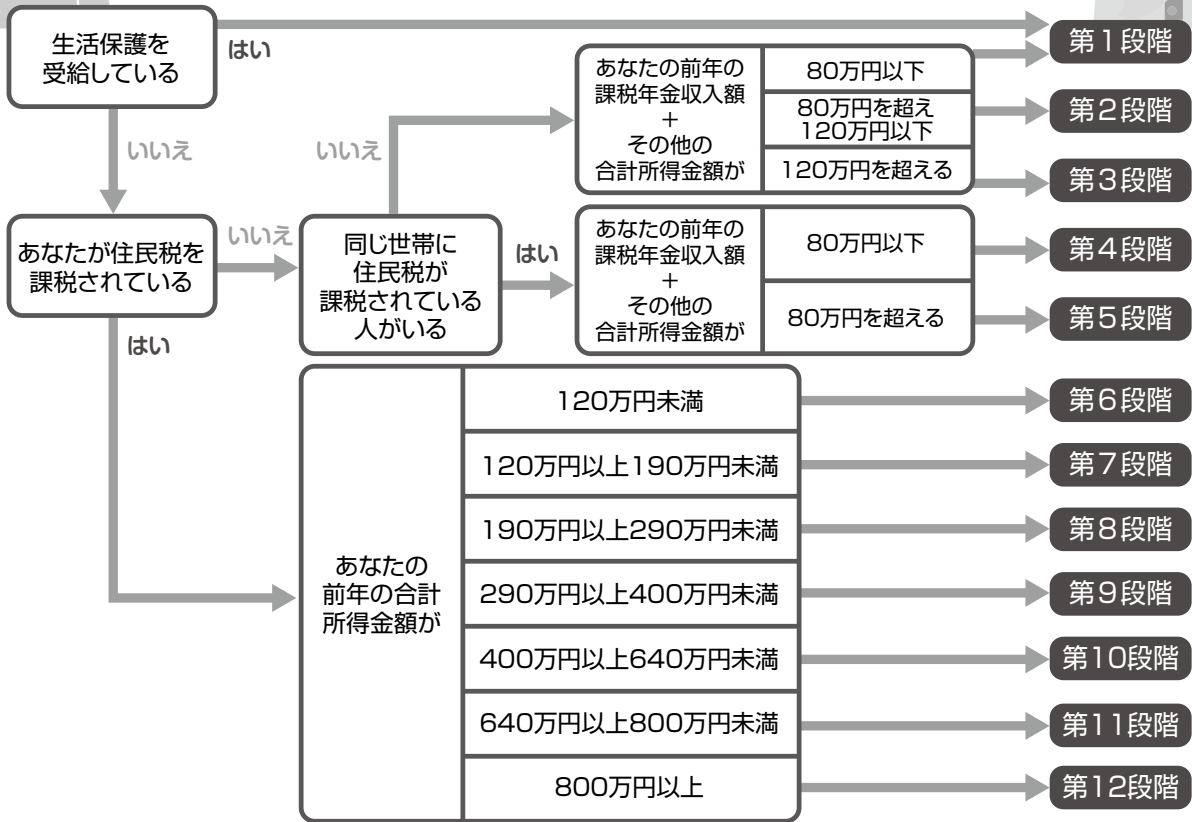 生活保護を
受給している
はい
第1段階
いいえ
いいえ
あなたの前年の
課税年金収入額
＋
その他の
合計所得金額が
80万円以下
80万円を超え
120万円以下
120万円を超える
第2段階
第3段階
あなたが住民税を
課税されている
いいえ
同じ世帯に
住民税が
課税されている
人がいる
はい
あなたの前年の
課税年金収入額
＋
その他の
合計所得金額が
80万円以下
80万円を超える
第4段階
第5段階
はい
あなたの
前年の合計
所得金額が
120万円未満
第6段階
120万円以上190万円未満
第7段階
190万円以上290万円未満
第8段階
290万円以上400万円未満
第9段階
400万円以上640万円未満
第10段階
640万円以上800万円未満
第11段階
800万円以上
第12段階